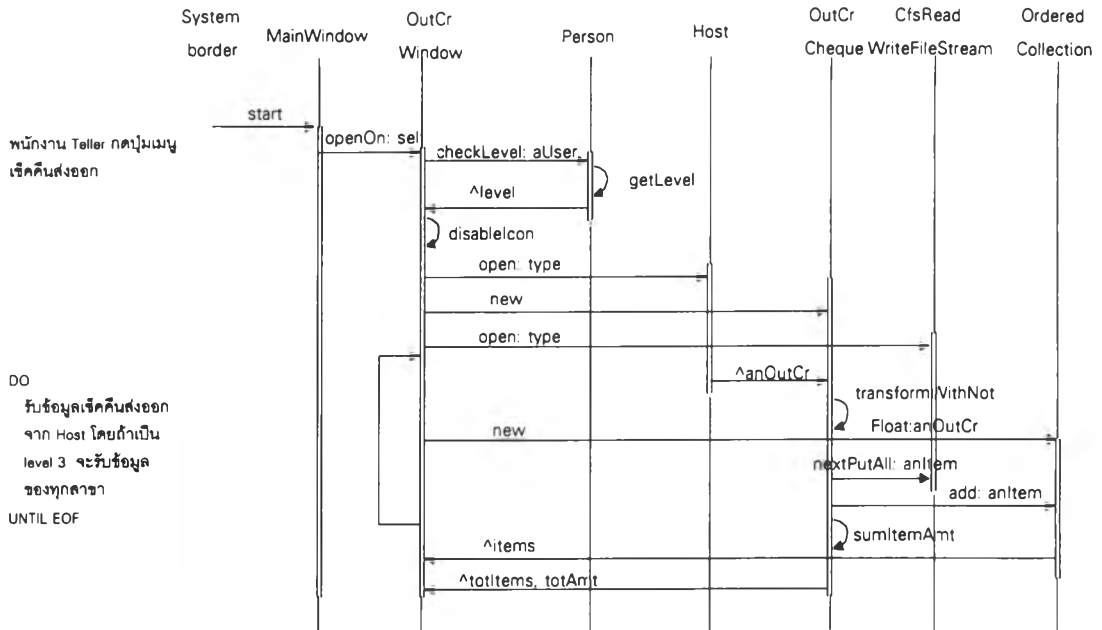 System border
MainWindow
OutCr Window
Person
Host
OutCr Cheque
CfsRead WriteFileStream
Ordered Collection
start
พนักงาน Teller กดปุ่มเมนู
เช็คคืนส่งออก
openOn: sel
checkLevel: aUser,
getLevel
^level
disableIcon
open: type
new
open: type
^anOutCr
DO
รับข้อมูลเช็คคืนส่งออก
จาก Host โดยถ้าเป็น
level 3 จะรับข้อมูล
ของทุกสาขา
UNTIL EOF
transformWithNot
Float:anOutCr
new
nextPutAll: anItem
add: anItem
sumItemAmt
^items
^totItems, totAmt